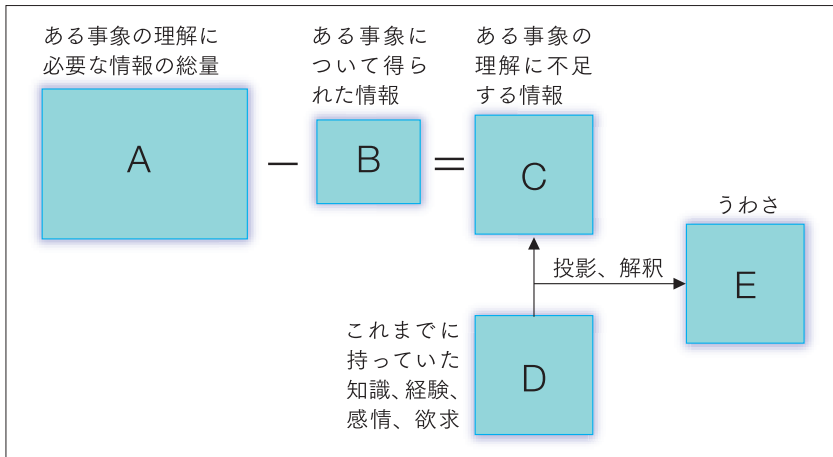 ある事象の理解に
必要な情報の総量
ある事象に
ついて得ら
れた情報
ある事象の
理解に不足
する情報
A
−
B
=
C
うわさ
投影、解釈
E
これまでに
持っていた
知識、経験、
感情、欲求
D